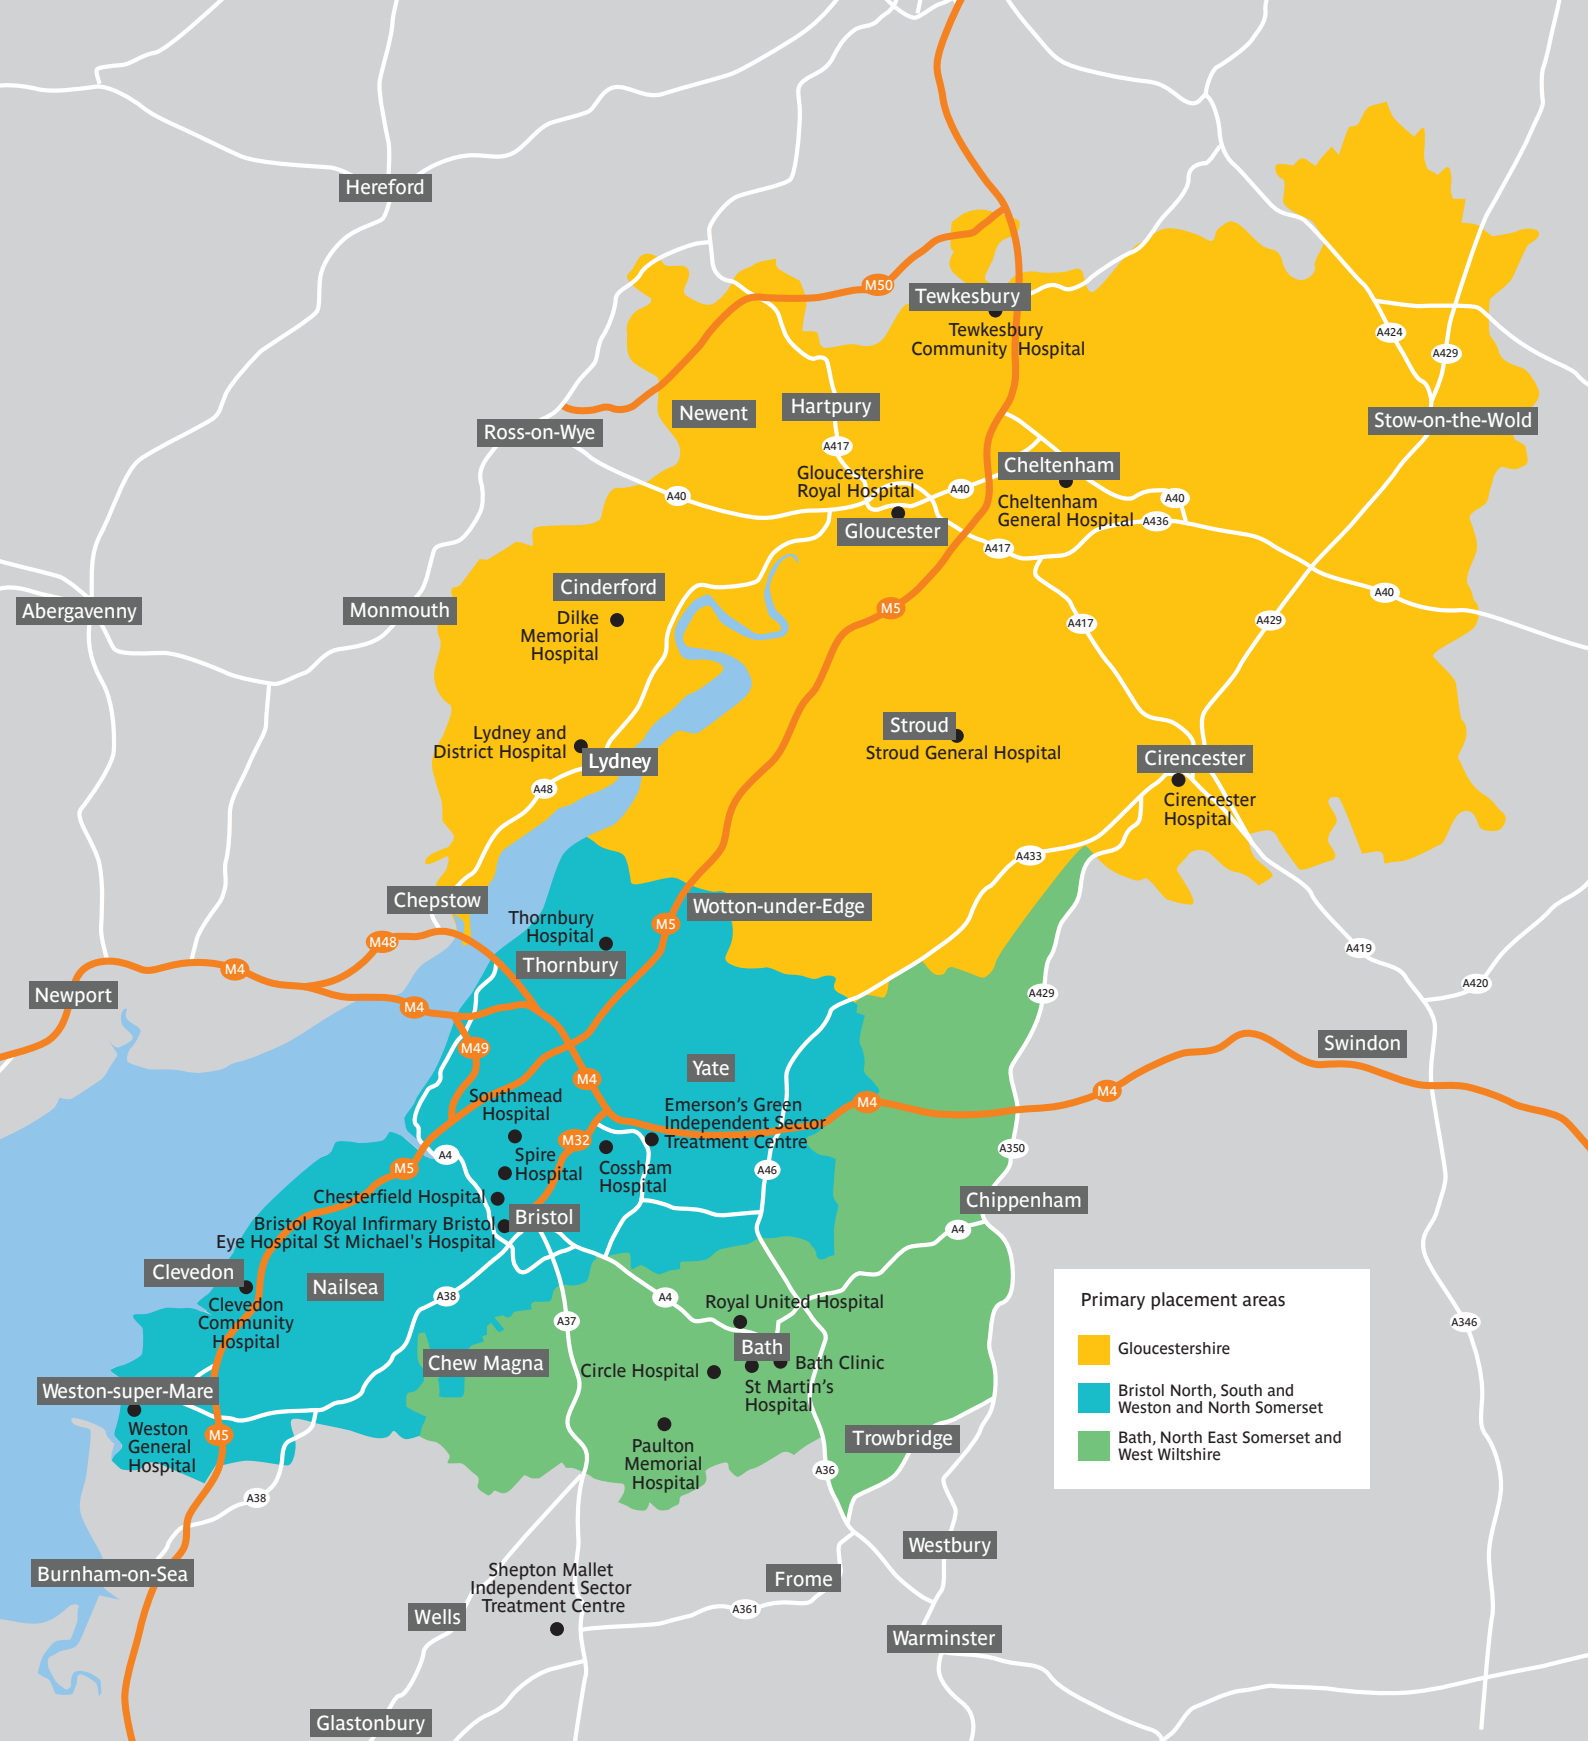 Hereford
M50
Tewkesbury
Tewkesbury
Community Hospital
A424
A429
Newent
Hartpury
Stow-on-the-Wold
Ross-on-Wye
A417
Gloucestershire
Royal Hospital
Cheltenham
A40
A40
A40
Cheltenham
General Hospital
A436
Gloucester
A417
Cinderford
Abergavenny
Monmouth
Dilke
Memorial
Hospital
M5
A417
A429
A40
Lydney and
District Hospital
Lydney
Stroud
Stroud General Hospital
Cirencester
Cirencester
Hospital
A48
A433
Chepstow
Wotton-under-Edge
Thornbury
Hospital
M5
M48
A419
Thornbury
M4
A420
Newport
M4
A429
Swindon
M49
Yate
M4
M4
M4
Southmead
Hospital
Emerson's Green
Independent Sector
Treatment Centre
M32
A350
Spire
Hospital
Cossham
Hospital
A4
M5
A46
Chesterfield Hospital
Chippenham
Bristol Royal Infirmary Bristol
Eye Hospital St Michael's Hospital
Bristol
A4
Clevedon
Nailsea
A38
A4
Clevedon
Community
Hospital
Royal United Hospital
A37
A346
Bath
Chew Magna
Circle Hospital
Bath Clinic
St Martin's
Hospital
Weston-super-Mare
Weston
General
Hospital
M5
Paulton
Memorial
Hospital
Trowbridge
A36
A38
Primary placement areas
Gloucestershire
Bristol North, South and
Weston and North Somerset
Bath, North East Somerset and
West Wiltshire
Westbury
Burnham-on-Sea
Shepton Mallet
Independent Sector
Treatment Centre
Frome
Wells
A361
Warminster
Glastonbury